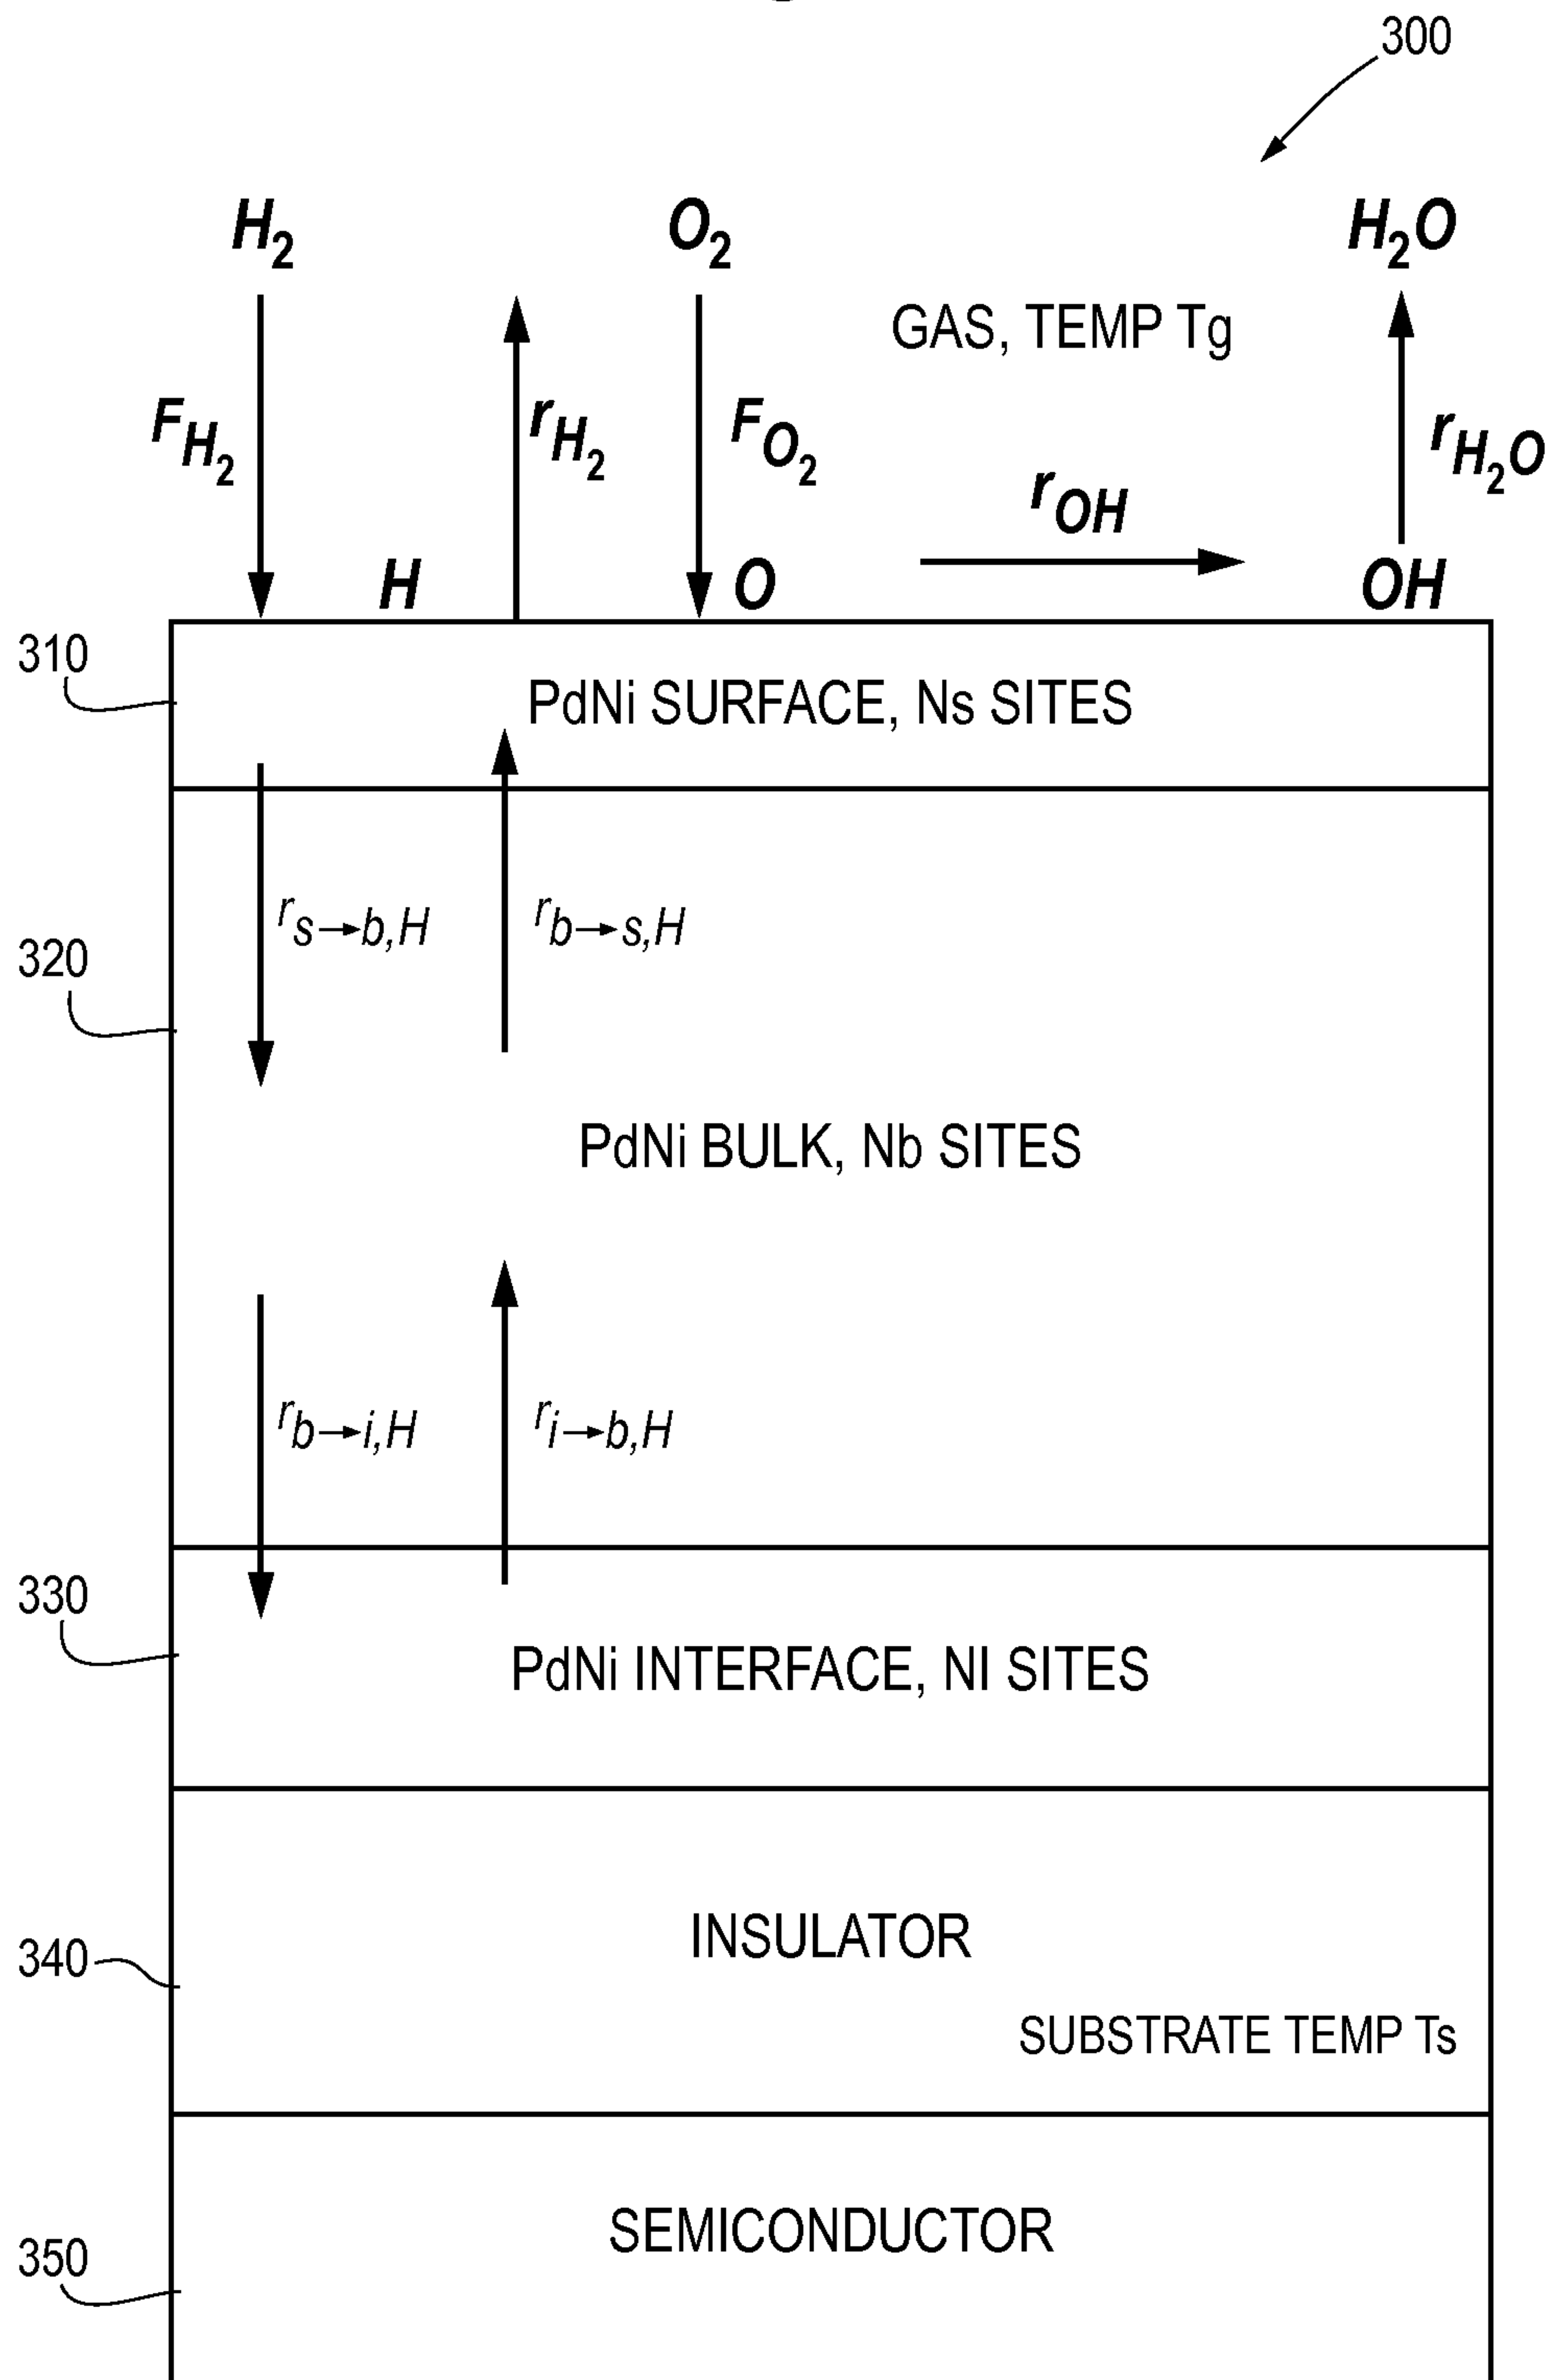 300
H2 O2 H2O
GAS, TEMP Tg
FH2 rH2 FO2 rOH rH2O
H O OH
310
PdNi SURFACE, Ns SITES
rs→b,H rb→s,H
320
PdNi BULK, Nb SITES
rb→i,H ri→b,H
330
PdNi INTERFACE, NI SITES
INSULATOR
340
SUBSTRATE TEMP Ts
SEMICONDUCTOR
350